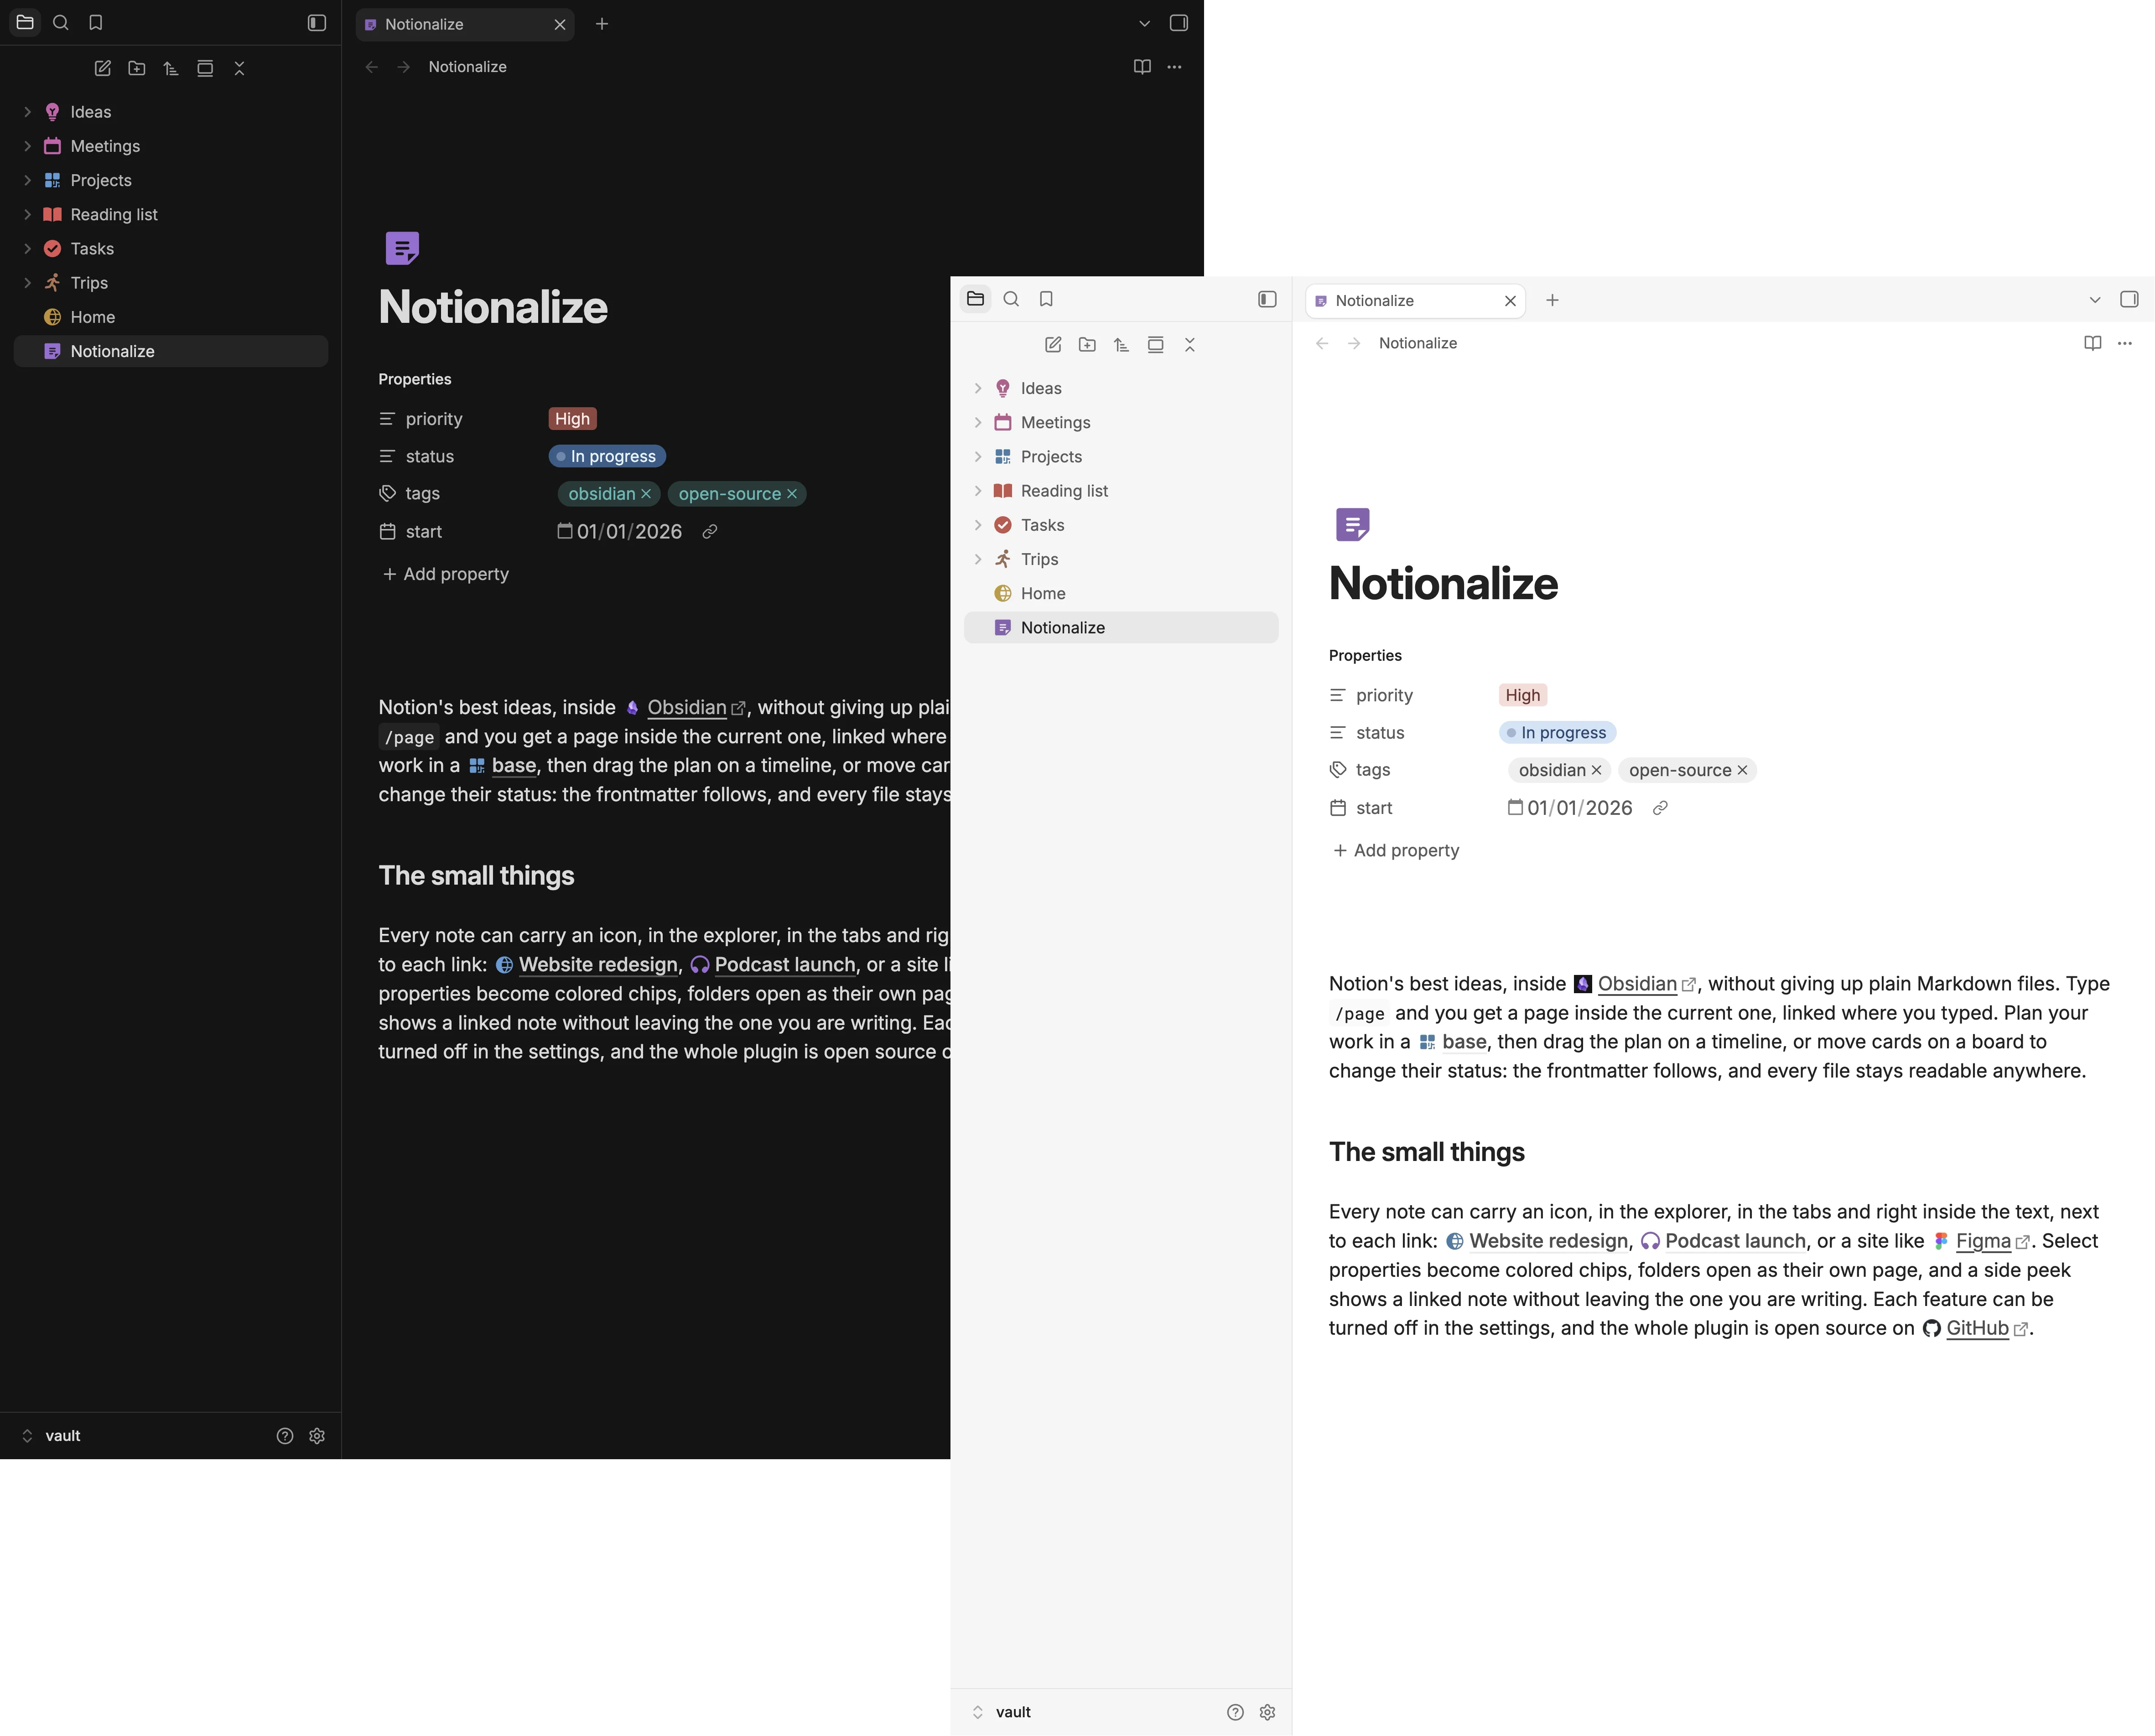 Notionalize
Notionalize
Ideas
Meetings
Projects
Reading list
Tasks
Trips
Home
Notionalize
Notionalize
Properties
priority High
status In progress
tags obsidian open-source
start 01/01/2026
Add property
Notion's best ideas, inside Obsidian, without giving up
/page and you get a page inside the current one, linked where
work in a base, then drag the plan on a timeline, or move
change their status: the frontmatter follows, and every file stays
The small things
Every note can carry an icon, in the explorer, in the tabs and
to each link: Website redesign, Podcast launch, or a site
properties become colored chips, folders open as their own
shows a linked note without leaving the one you are writing.
turned off in the settings, and the whole plugin is open source
vault
Notionalize
Notionalize
Ideas
Meetings
Projects
Reading list
Tasks
Trips
Home
Notionalize
Notionalize
Properties
priority High
status In progress
tags obsidian open-source
start 01/01/2026
Add property
Notion's best ideas, inside Obsidian, without giving up plain Markdown files. Type
/page and you get a page inside the current one, linked where you typed. Plan your
work in a base, then drag the plan on a timeline, or move cards on a board to
change their status: the frontmatter follows, and every file stays readable anywhere.
The small things
Every note can carry an icon, in the explorer, in the tabs and right inside the text, next
to each link: Website redesign, Podcast launch, or a site like Figma. Select
properties become colored chips, folders open as their own page, and a side peek
shows a linked note without leaving the one you are writing. Each feature can be
turned off in the settings, and the whole plugin is open source on GitHub.
vault